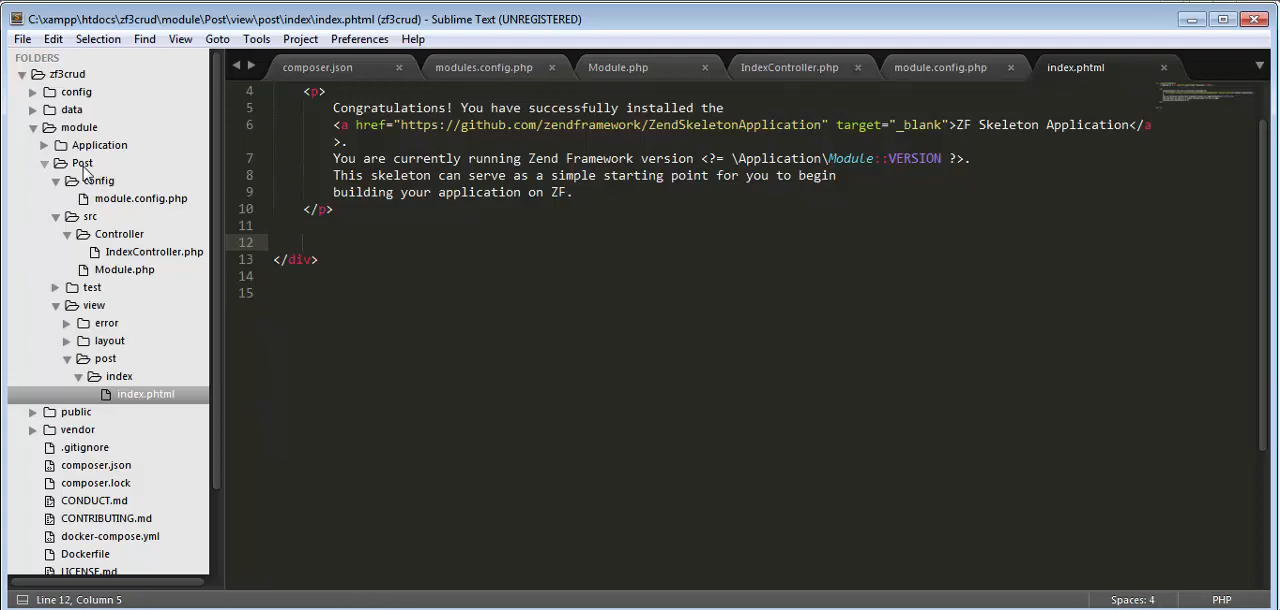 C:\xampp\htdocs\zf3crud\module\Post\view\post\index\index.phtml (zf3crud) - Sublime Text (UNREGISTERED)
File Edit Selection Find View Goto Tools Project Preferences Help
FOLDERS
zf3crud
config
data
module
Application
Post
config
module.config.php
src
Controller
IndexController.php
Module.php
test
view
error
layout
post
index
index.phtml
public
vendor
.gitignore
composer.json
composer.lock
CONDUCT.md
CONTRIBUTING.md
docker-compose.yml
Dockerfile
LICENSE.md
composer.json modules.config.php Module.php IndexController.php module.config.php index.phtml
4 <p>
5 Congratulations! You have successfully installed the
6 <a href="https://github.com/zendframework/ZendSkeletonApplication" target="_blank">ZF Skeleton Application</a
>.
7 You are currently running Zend Framework version <?= \Application\Module::VERSION ?>.
8 This skeleton can serve as a simple starting point for you to begin
9 building your application on ZF.
10 </p>
11
12
13 </div>
14
15
Line 12, Column 5 Spaces: 4 PHP